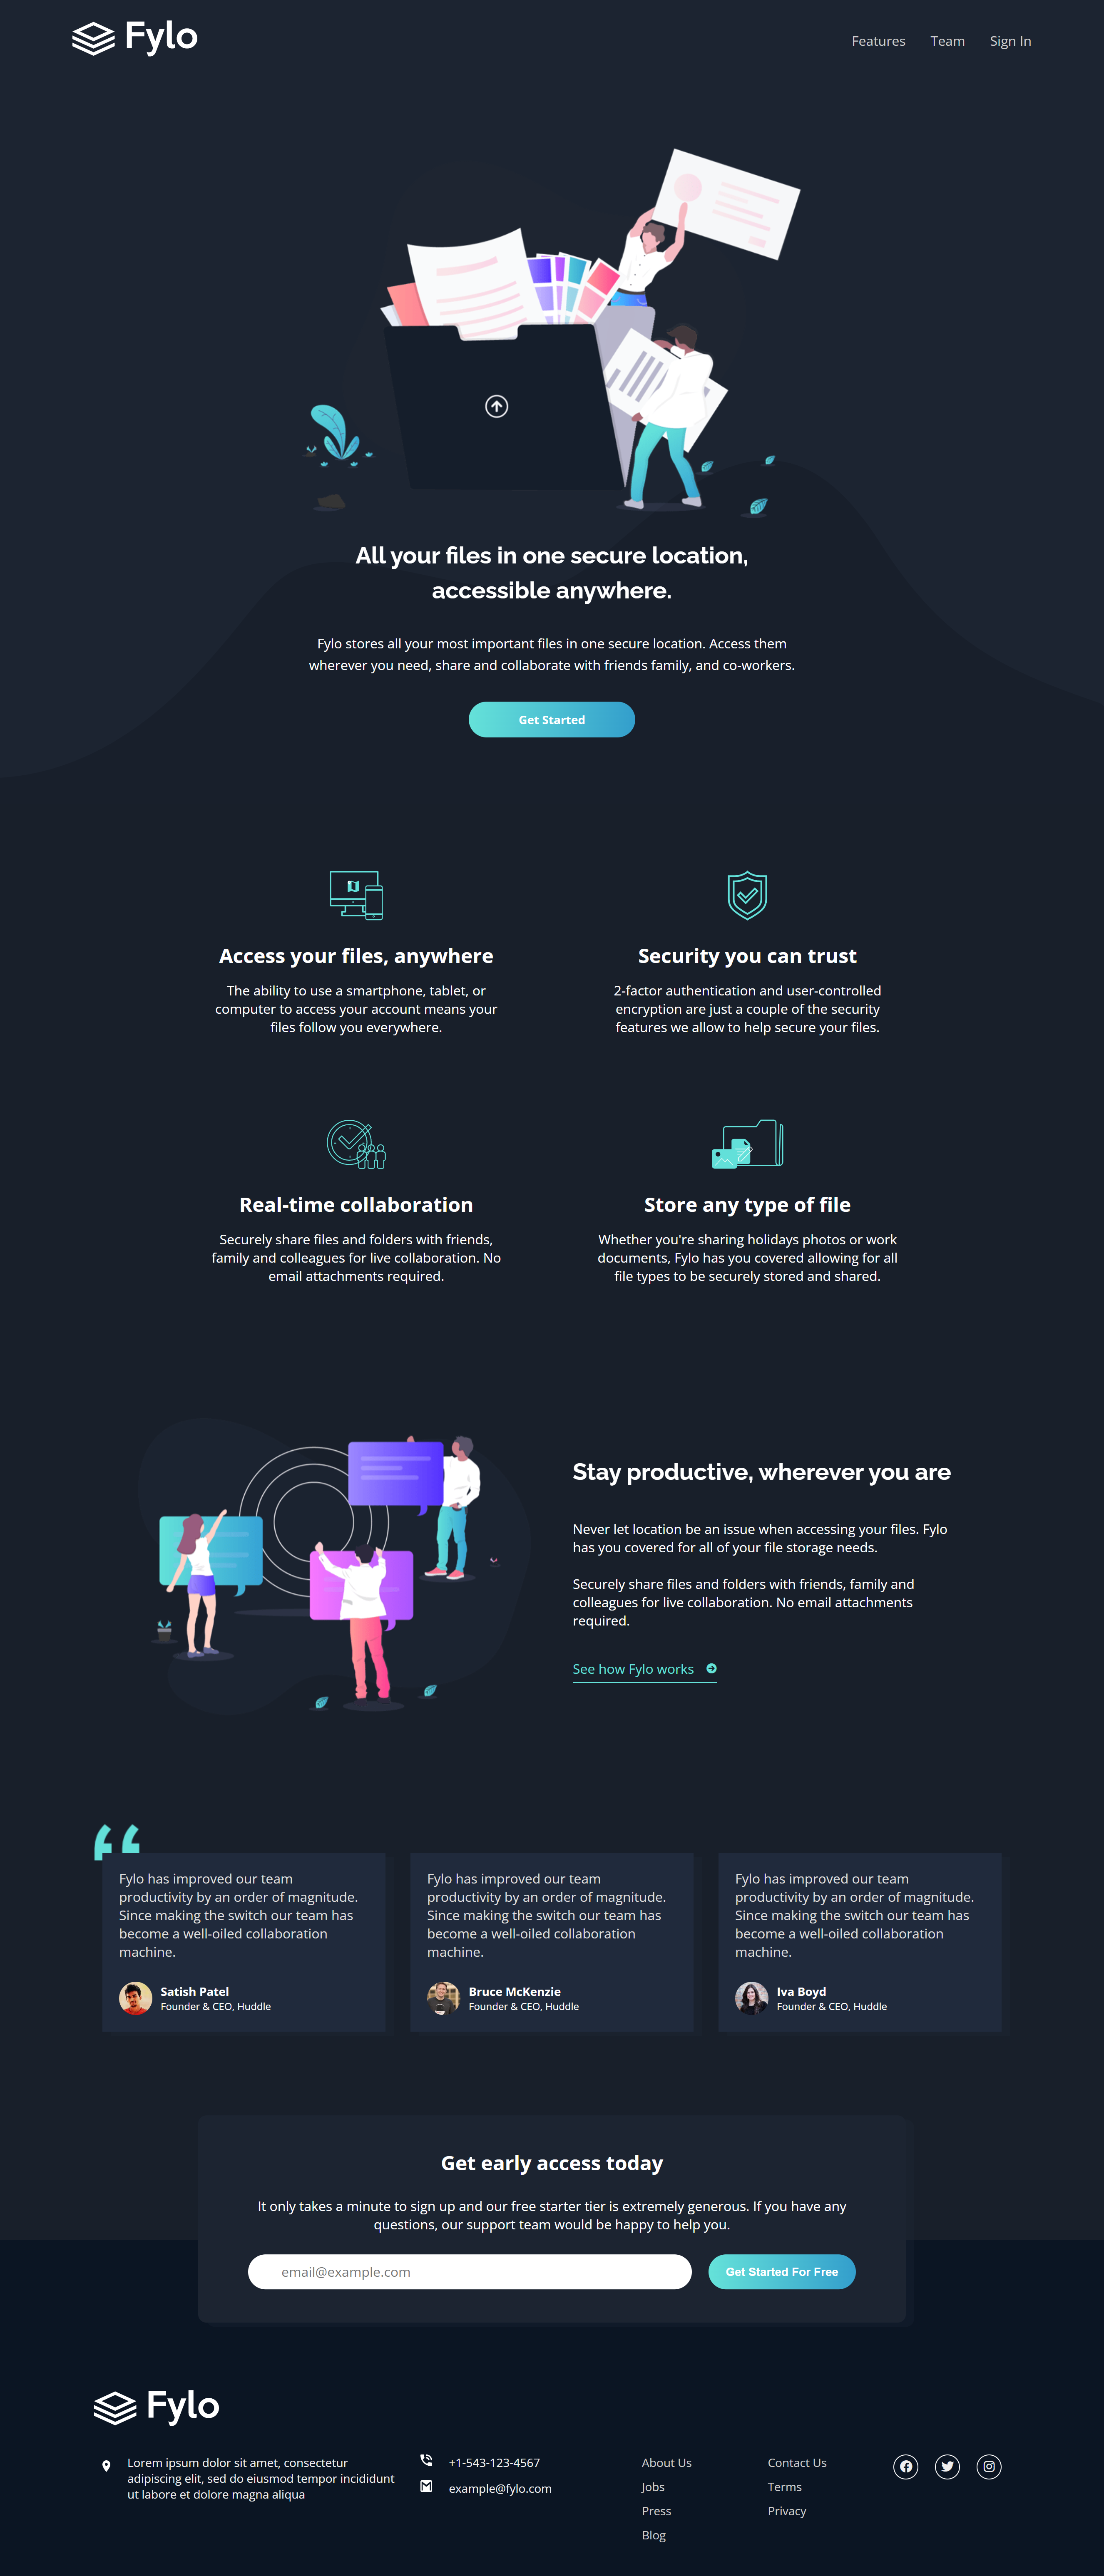 Fylo
Features Team Sign In
All your files in one secure location,
accessible anywhere.
Fylo stores all your most important files in one secure location. Access them
wherever you need, share and collaborate with friends family, and co-workers.
Get Started
Access your files, anywhere
The ability to use a smartphone, tablet, or
computer to access your account means your
files follow you everywhere.
Security you can trust
2-factor authentication and user-controlled
encryption are just a couple of the security
features we allow to help secure your files.
Real-time collaboration
Securely share files and folders with friends,
family and colleagues for live collaboration. No
email attachments required.
Store any type of file
Whether you're sharing holidays photos or work
documents, Fylo has you covered allowing for all
file types to be securely stored and shared.
Stay productive, wherever you are
Never let location be an issue when accessing your files. Fylo
has you covered for all of your file storage needs.
Securely share files and folders with friends, family and
colleagues for live collaboration. No email attachments
required.
See how Fylo works
“
Fylo has improved our team
productivity by an order of magnitude.
Since making the switch our team has
become a well-oiled collaboration
machine.
Satish Patel
Founder & CEO, Huddle
Fylo has improved our team
productivity by an order of magnitude.
Since making the switch our team has
become a well-oiled collaboration
machine.
Bruce McKenzie
Founder & CEO, Huddle
Fylo has improved our team
productivity by an order of magnitude.
Since making the switch our team has
become a well-oiled collaboration
machine.
Iva Boyd
Founder & CEO, Huddle
Get early access today
It only takes a minute to sign up and our free starter tier is extremely generous. If you have any
questions, our support team would be happy to help you.
email@example.com
Get Started For Free
Fylo
Lorem ipsum dolor sit amet, consectetur
adipiscing elit, sed do eiusmod tempor incididunt
ut labore et dolore magna aliqua
+1-543-123-4567
example@fylo.com
About Us
Jobs
Press
Blog
Contact Us
Terms
Privacy